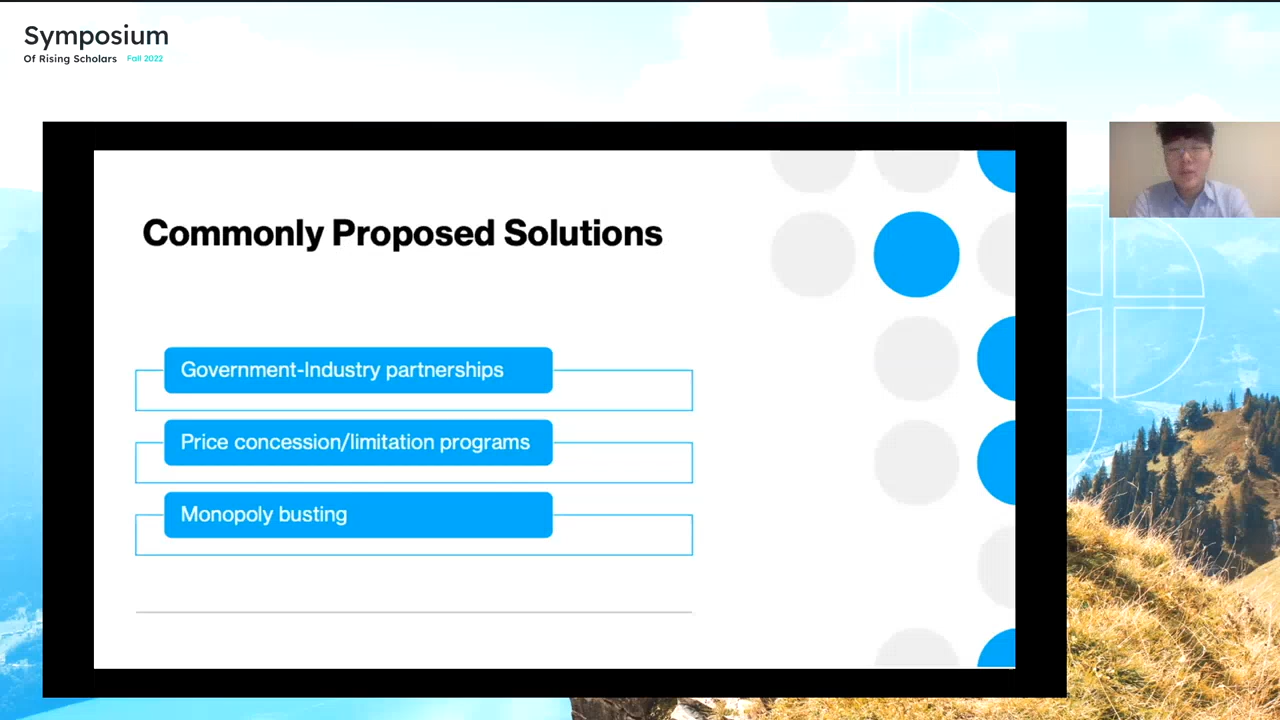 Symposium
Of Rising Scholars Fall 2022
Commonly Proposed Solutions
Government-Industry partnerships
Price concession/limitation programs
Monopoly busting